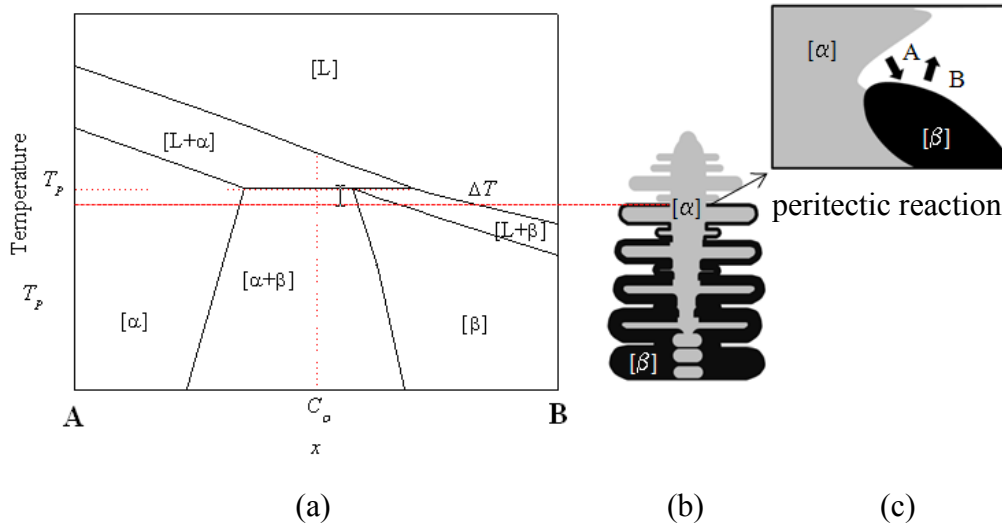 [L]
[L+α]
T_P
ΔT
[L+β]
[α+β]
Temperature
T_P
[α]
[β]
A
C_o
B
x
(a)
[α]
[β]
(b)
[α]
A
B
[β]
peritectic reaction
(c)